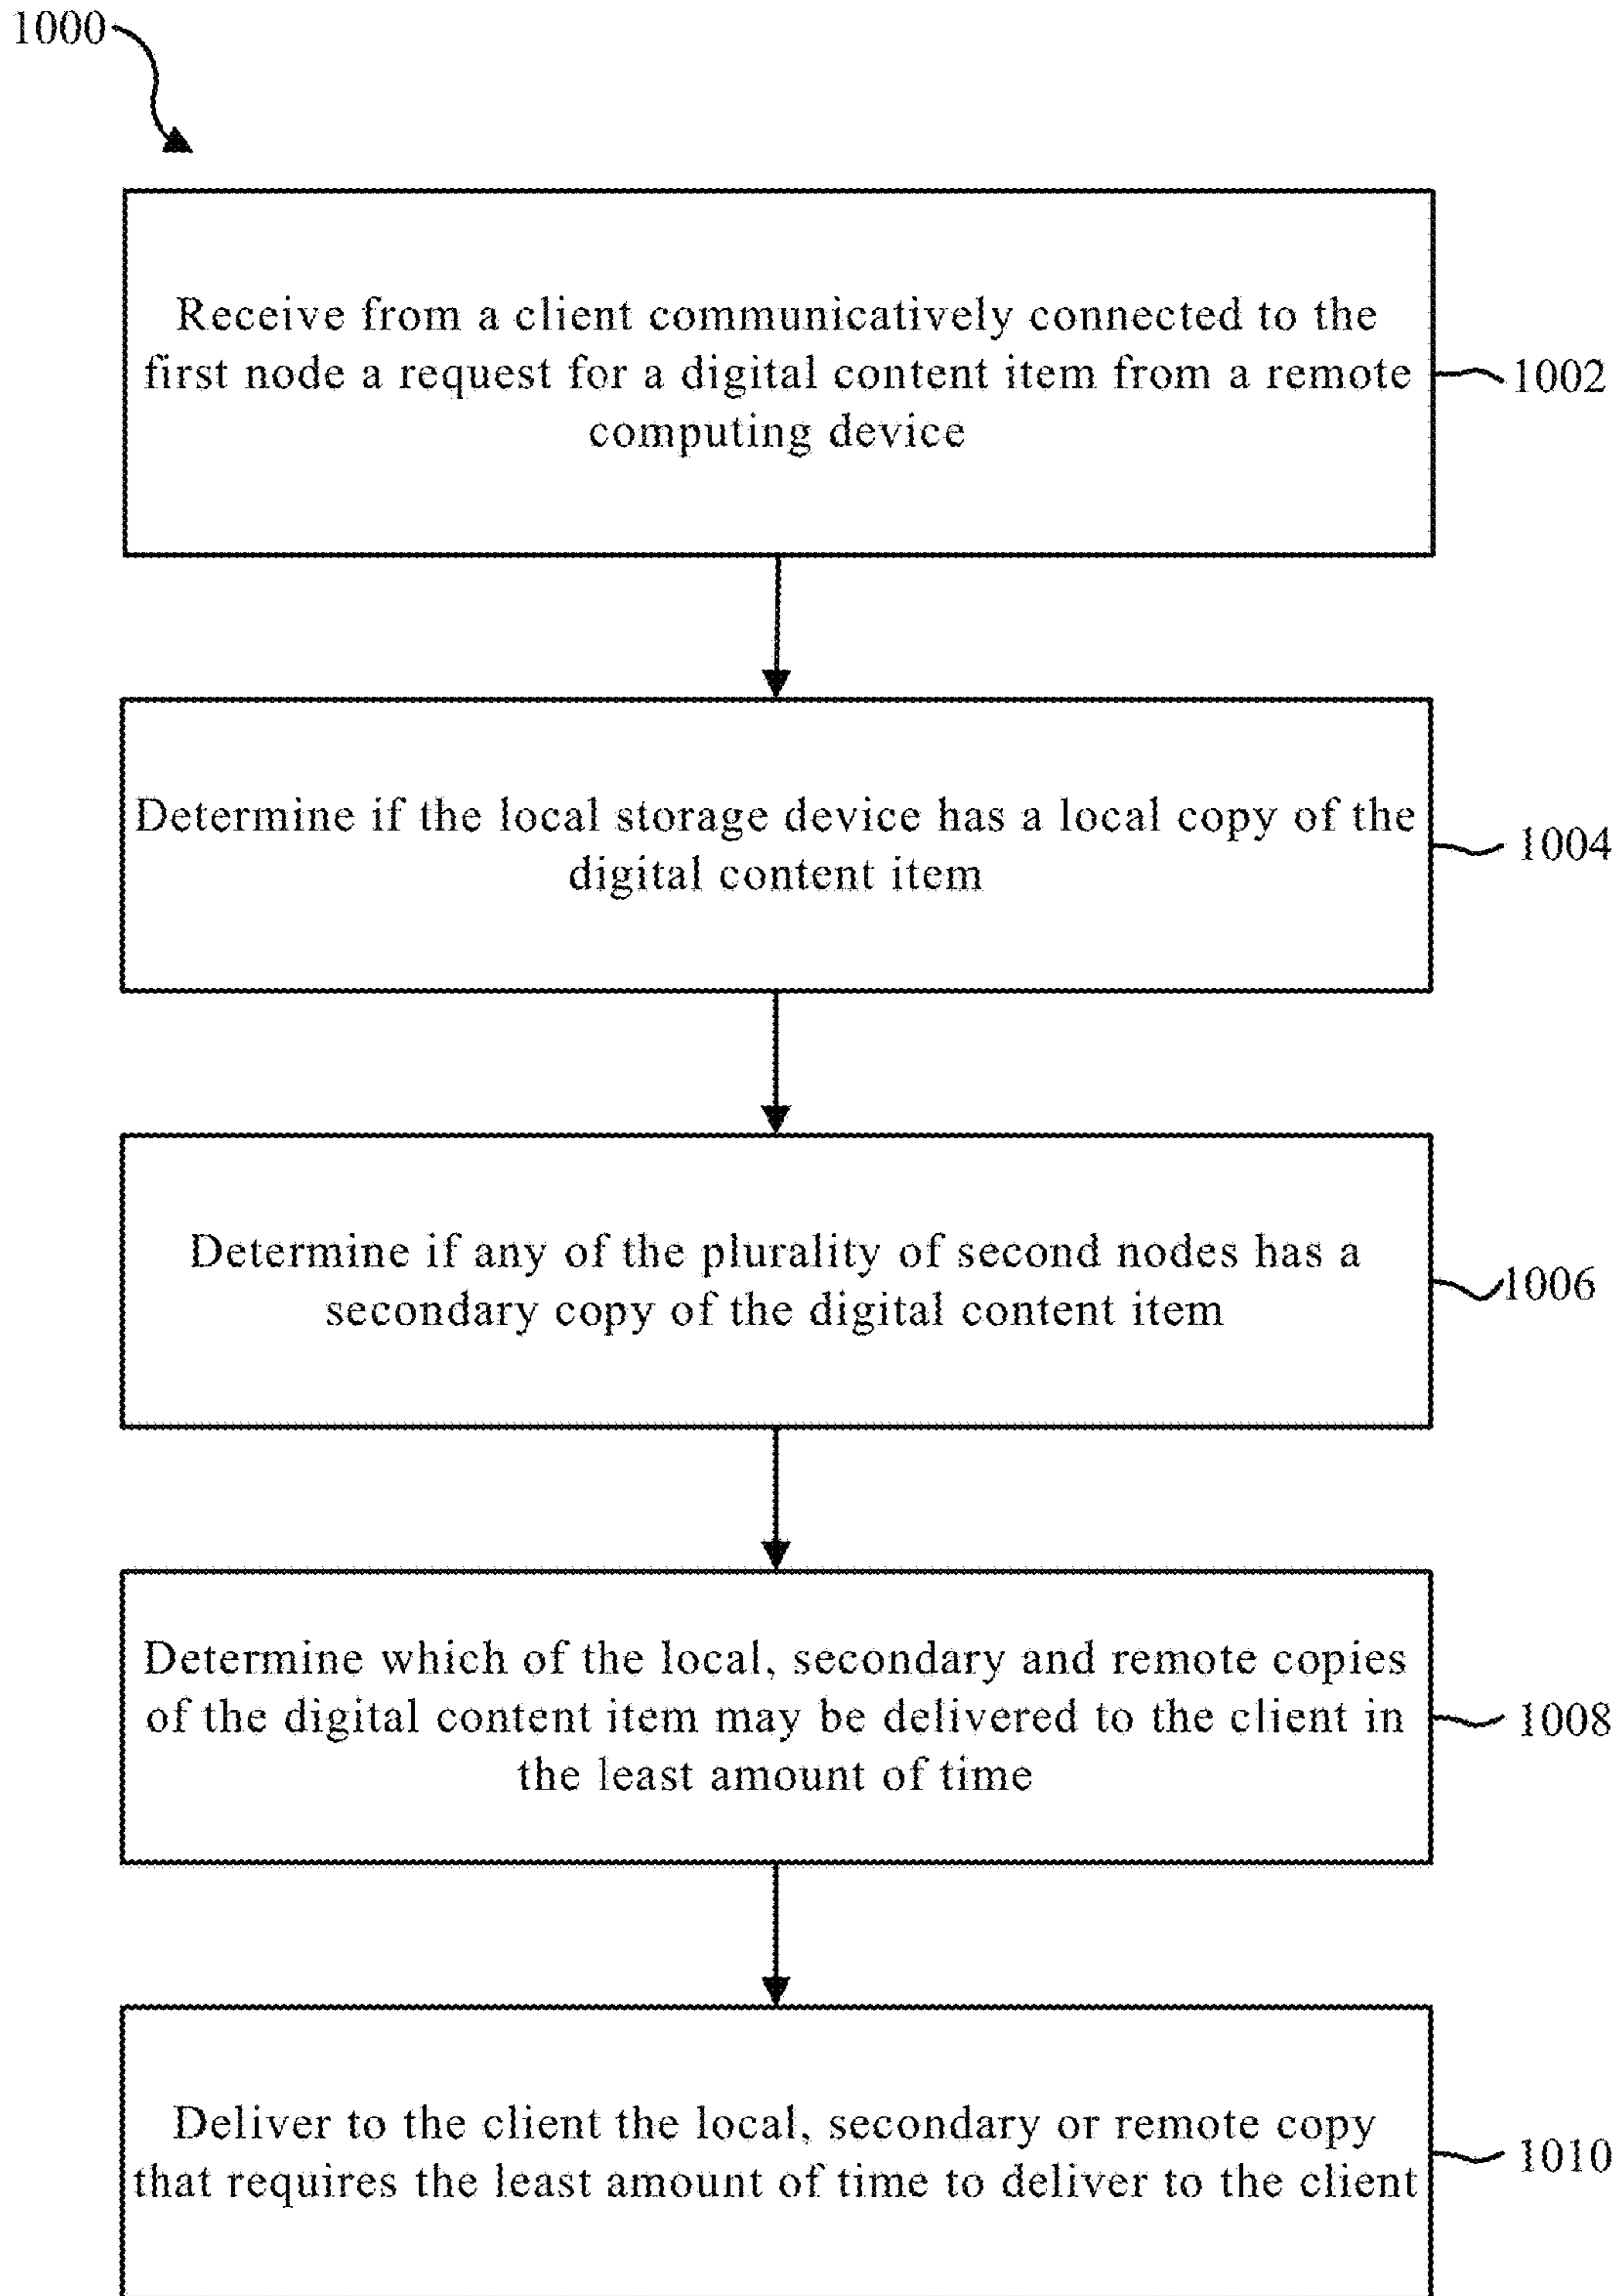 1000
Receive from a client communicatively connected to the
first node a request for a digital content item from a remote
computing device
1002
Determine if the local storage device has a local copy of the
digital content item
1004
Determine if any of the plurality of second nodes has a
secondary copy of the digital content item
1006
Determine which of the local, secondary and remote copies
of the digital content item may be delivered to the client in
the least amount of time
1008
Deliver to the client the local, secondary or remote copy
that requires the least amount of time to deliver to the client
1010